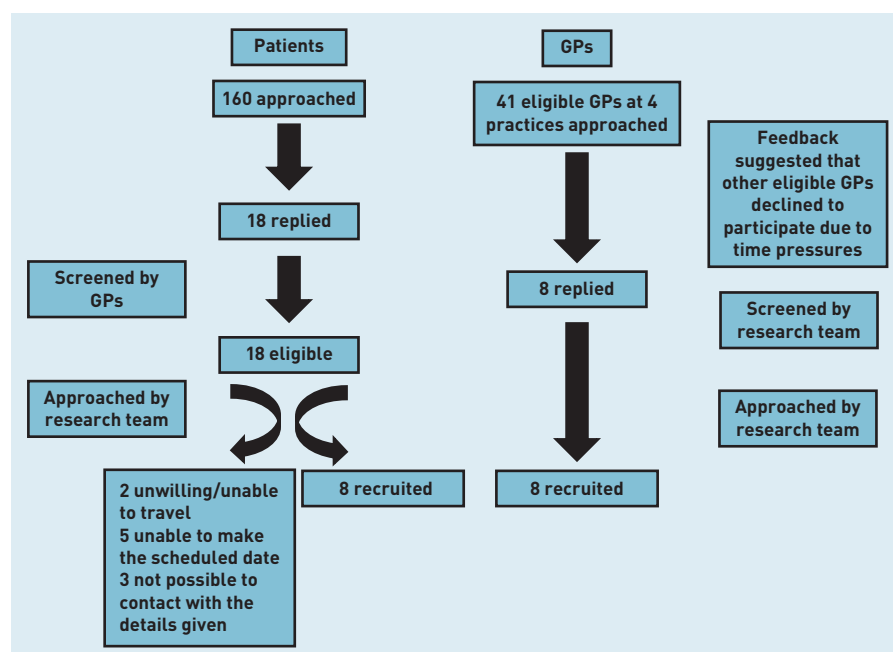 Patients
160 approached
18 replied
Screened by
GPs
18 eligible
Approached by
research team
2 unwilling/unable
to travel
5 unable to make
the scheduled date
3 not possible to
contact with the
details given
8 recruited
GPs
41 eligible GPs at 4
practices approached
Feedback
suggested that
other eligible GPs
declined to
participate due to
time pressures
8 replied
Screened by
research team
Approached by
research team
8 recruited